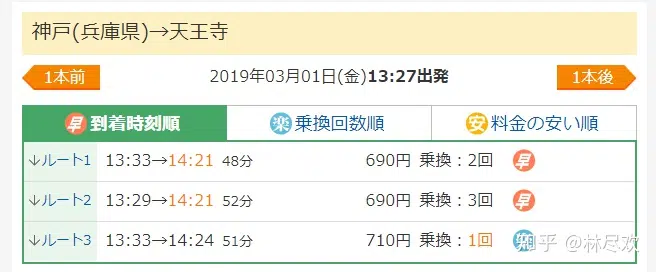 神戸(兵庫県)→天王寺
1本前 2019年03月01日(金)13:27出発 1本後
早 到着時刻順 楽 乗換回数順 安 料金の安い順
↓ルート1 13:33→14:21 48分 690円 乗換：2回 早
↓ルート2 13:29→14:21 52分 690円 乗換：3回 早
↓ルート3 13:33→14:24 51分 710円 乗換：1回
知乎 @林尽欢